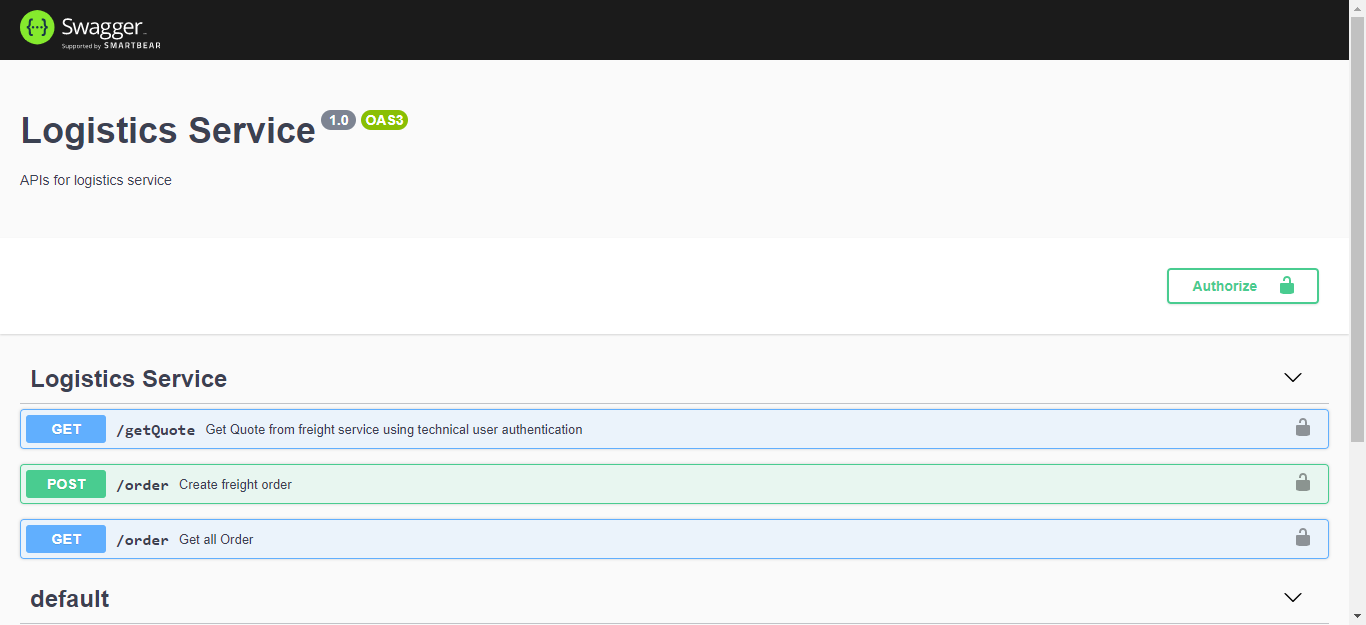 {··} Swagger
Supported by SMARTBEAR
Logistics Service 1.0 OAS3
APIs for logistics service
Authorize
Logistics Service
GET /getQuote Get Quote from freight service using technical user authentication
POST /order Create freight order
GET /order Get all Order
default